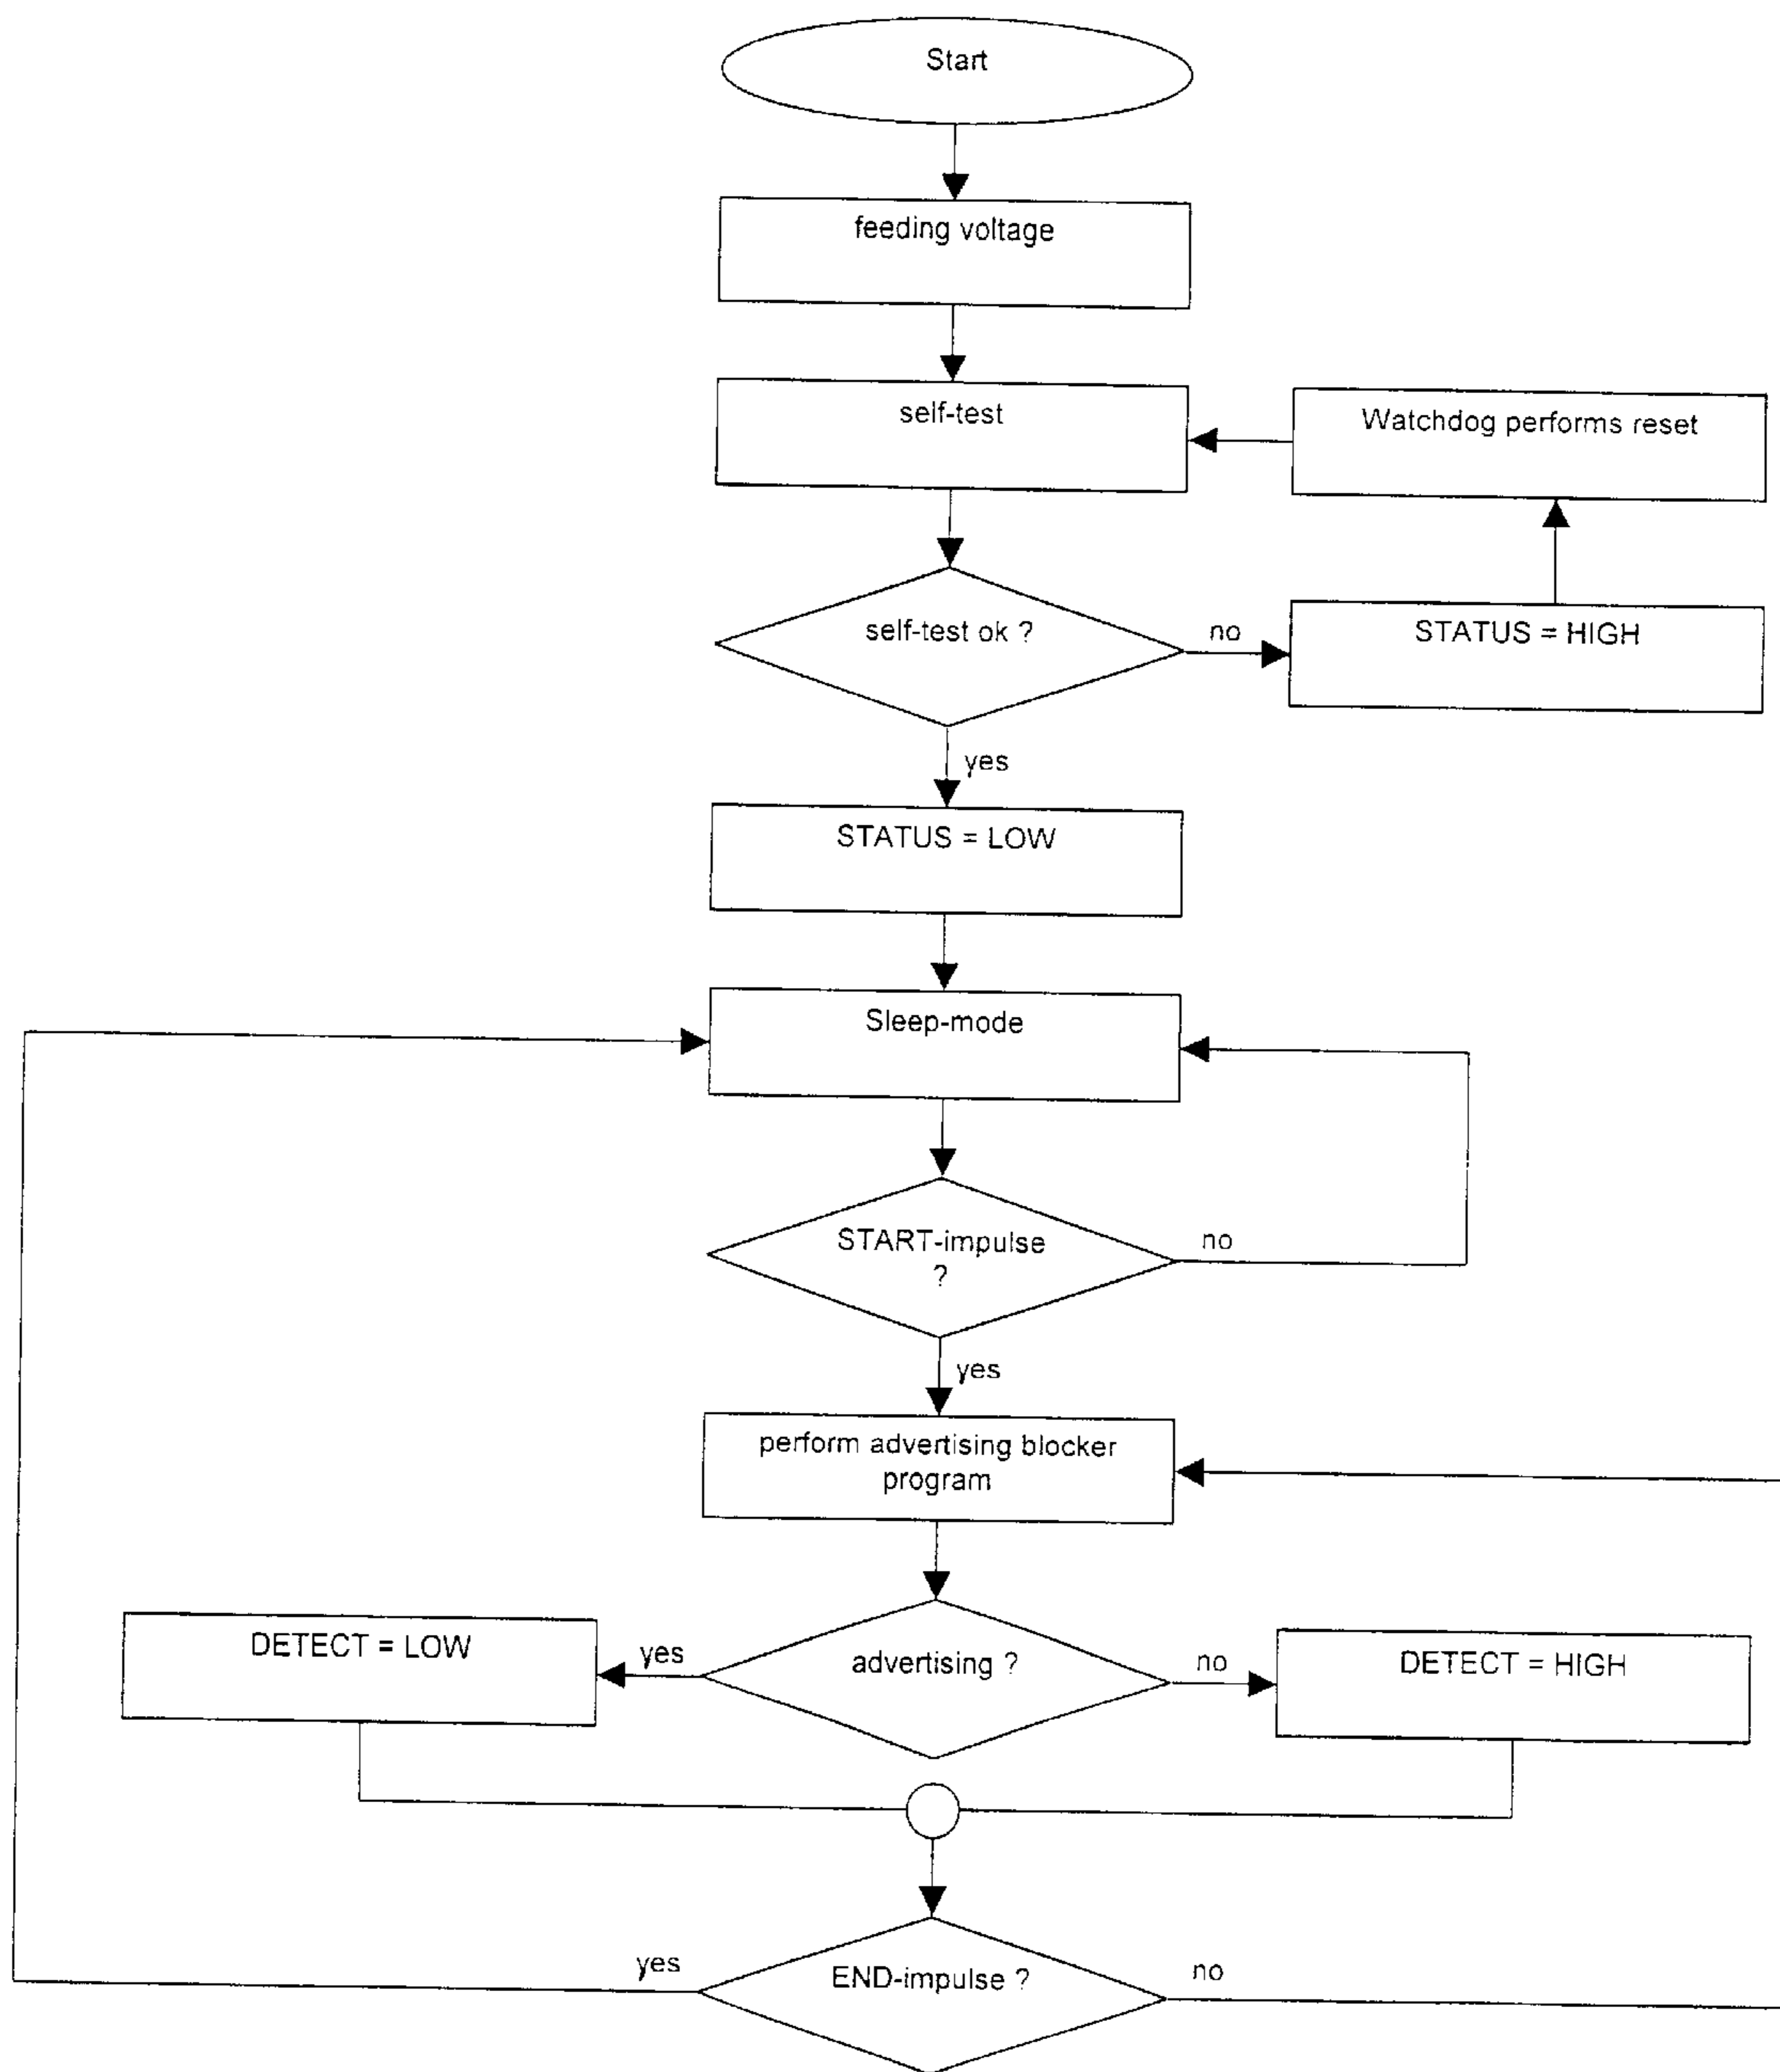 Start
feeding voltage
self-test
Watchdog performs reset
self-test ok ?
no
STATUS = HIGH
yes
STATUS = LOW
Sleep-mode
START-impulse
?
no
yes
perform advertising blocker
program
DETECT = LOW
yes
advertising ?
no
DETECT = HIGH
yes
END-impulse ?
no